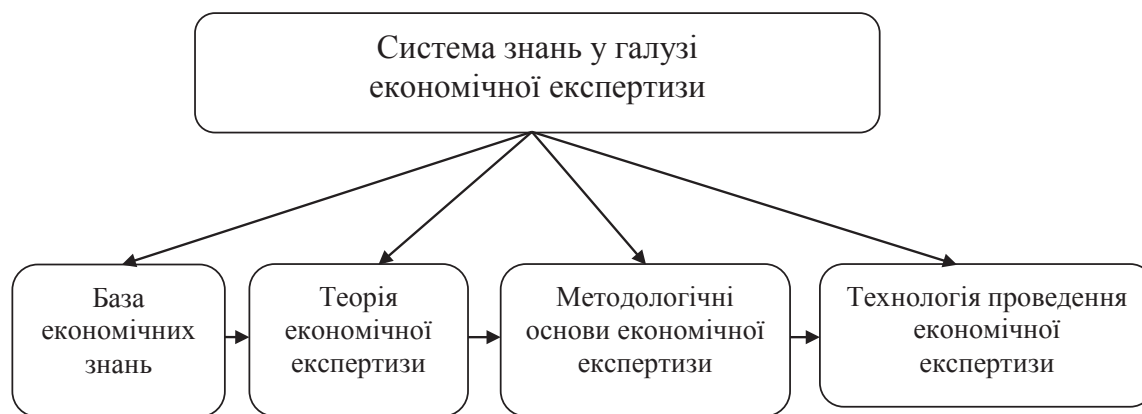 Система знань у галузі
економічної експертизи
База
економічних
знань
Теорія
економічної
експертизи
Методологічні
основи економічної
експертизи
Технологія проведення
економічної
експертизи